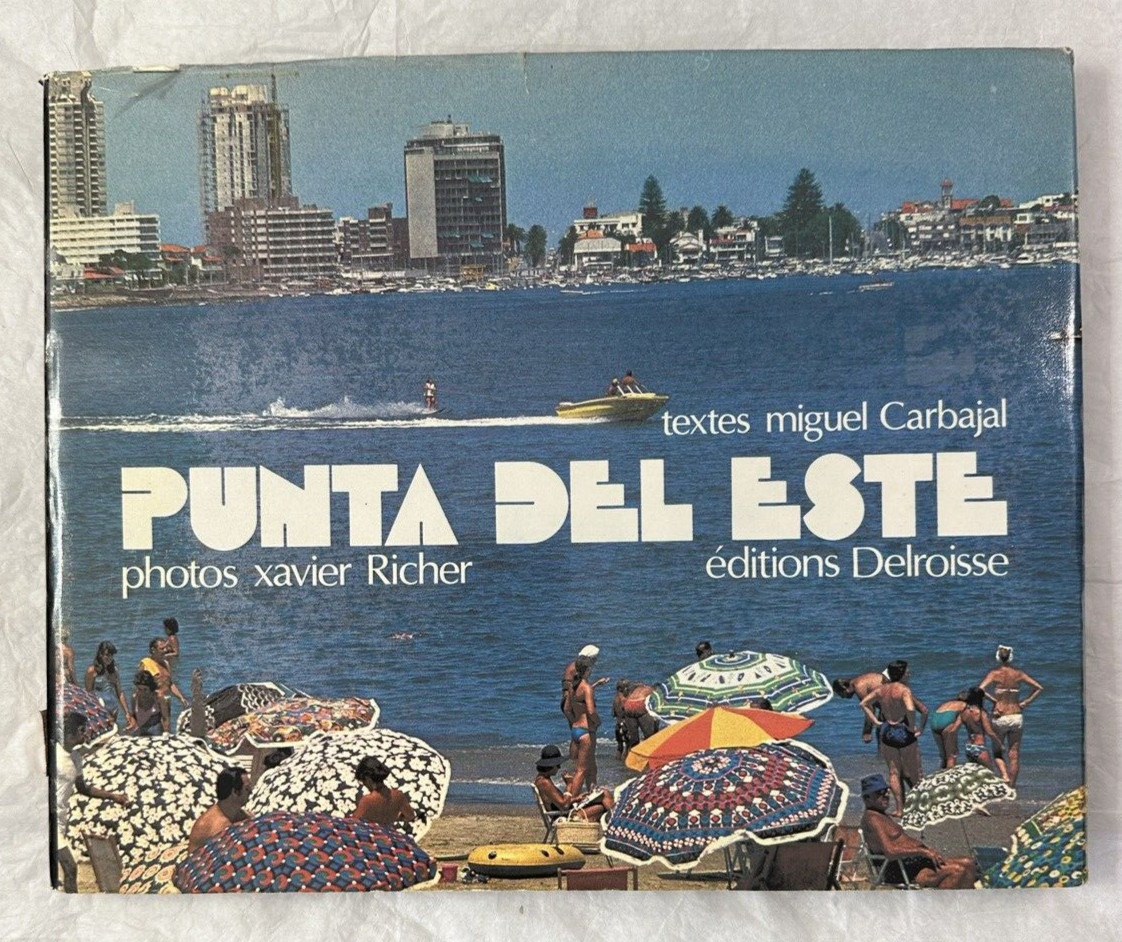 textes miguel Carbajal
PUNTA DEL ESTE
photos xavier Richer éditions Delroisse